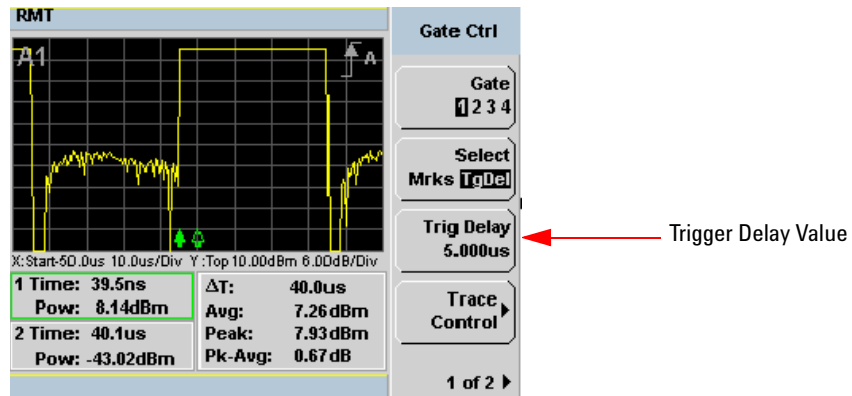 RMT
A1
A
X:Start-50.0us 10.0us/Div Y:Top 10.00dBm 6.00dB/Div
1 Time: 39.5ns
Pow: 8.14dBm
2 Time: 40.1us
Pow: -43.02dBm
ΔT: 40.0us
Avg: 7.26dBm
Peak: 7.93dBm
Pk-Avg: 0.67dB
Gate Ctrl
Gate
1 2 3 4
Select
Mrks TgDel
Trig Delay
5.000us
Trace
Control
1 of 2
Trigger Delay Value